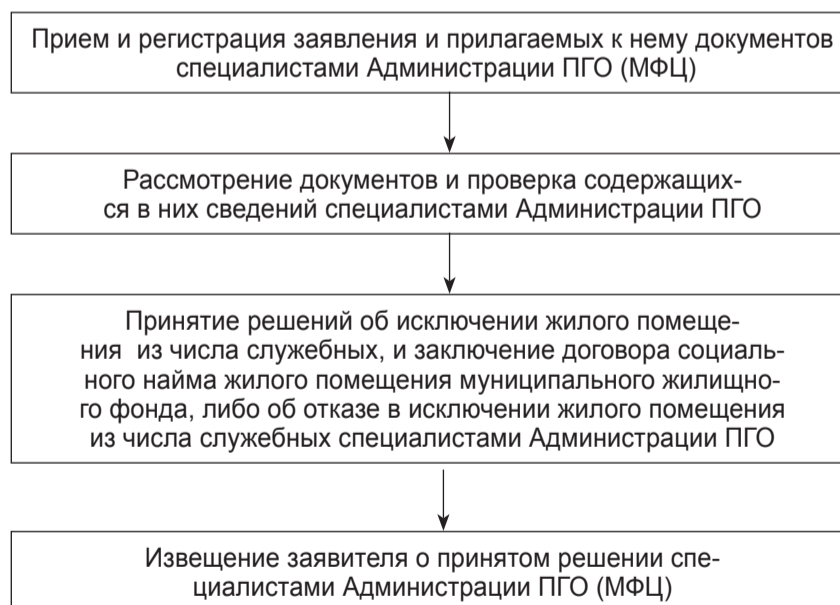 Прием и регистрация заявления и прилагаемых к нему документов
специалистами Администрации ПГО (МФЦ)
Рассмотрение документов и проверка содержащих-
ся в них сведений специалистами Администрации ПГО
Принятие решений об исключении жилого помеще-
ния из числа служебных, и заключение договора социаль-
ного найма жилого помещения муниципального жилищно-
го фонда, либо об отказе в исключении жилого помещения
из числа служебных специалистами Администрации ПГО
Извещение заявителя о принятом решении спе-
циалистами Администрации ПГО (МФЦ)